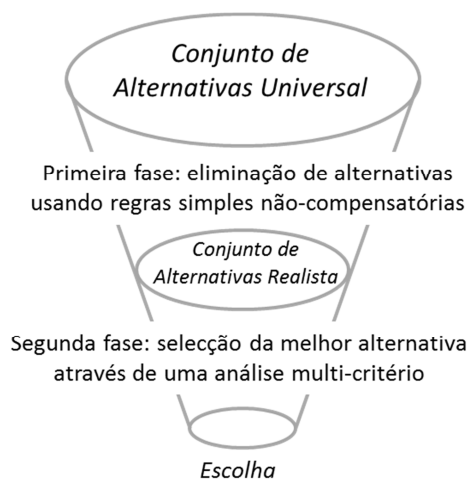 Conjunto de
Alternativas Universal
Primeira fase: eliminação de alternativas
usando regras simples não-compensatórias
Conjunto de
Alternativas Realista
Segunda fase: selecção da melhor alternativa
através de uma análise multi-critério
Escolha